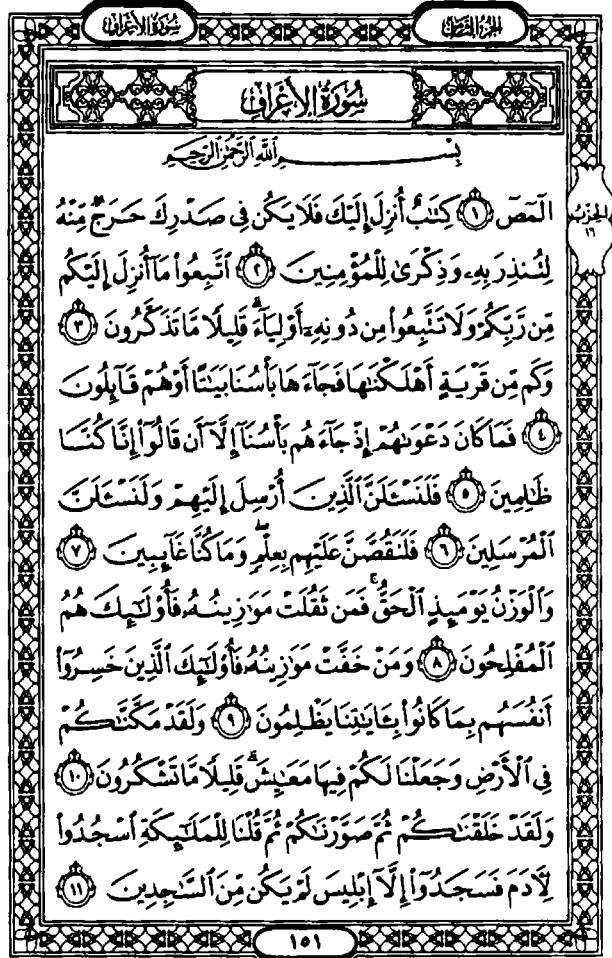 سُورَةُ الأَعْرَافِ
الجُزْءُ الثَّامِنُ
سُورَةُ الأَعْرَافِ
بِسْمِ ٱللَّهِ ٱلرَّحْمَٰنِ ٱلرَّحِيمِ
الٓمٓصٓ ١ كِتَٰبٌ أُنزِلَ إِلَيْكَ فَلَا يَكُن فِى صَدْرِكَ حَرَجٌ مِّنْهُ
الحزب ١٦
لِتُنذِرَ بِهِۦ وَذِكْرَىٰ لِلْمُؤْمِنِينَ ٢ ٱتَّبِعُوا۟ مَآ أُنزِلَ إِلَيْكُم
مِّن رَّبِّكُمْ وَلَا تَتَّبِعُوا۟ مِن دُونِهِۦٓ أَوْلِيَآءَ ۗ قَلِيلًا مَّا تَذَكَّرُونَ ٣
وَكَم مِّن قَرْيَةٍ أَهْلَكْنَٰهَا فَجَآءَهَا بَأْسُنَا بَيَٰتًا أَوْ هُمْ قَآئِلُونَ
٤ فَمَا كَانَ دَعْوَىٰهُمْ إِذْ جَآءَهُم بَأْسُنَآ إِلَّآ أَن قَالُوٓا۟ إِنَّا كُنَّا
ظَٰلِمِينَ ٥ فَلَنَسْـَٔلَنَّ ٱلَّذِينَ أُرْسِلَ إِلَيْهِمْ وَلَنَسْـَٔلَنَّ
ٱلْمُرْسَلِينَ ٦ فَلَنَقُصَّنَّ عَلَيْهِم بِعِلْمٍ ۖ وَمَا كُنَّا غَآئِبِينَ ٧
وَٱلْوَزْنُ يَوْمَئِذٍ ٱلْحَقُّ ۚ فَمَن ثَقُلَتْ مَوَٰزِينُهُۥ فَأُو۟لَٰٓئِكَ هُمُ
ٱلْمُفْلِحُونَ ٨ وَمَنْ خَفَّتْ مَوَٰزِينُهُۥ فَأُو۟لَٰٓئِكَ ٱلَّذِينَ خَسِرُوٓا۟
أَنفُسَهُم بِمَا كَانُوا۟ بِـَٔايَٰتِنَا يَظْلِمُونَ ٩ وَلَقَدْ مَكَّنَّٰكُمْ
فِى ٱلْأَرْضِ وَجَعَلْنَا لَكُمْ فِيهَا مَعَٰيِشَ ۗ قَلِيلًا مَّا تَشْكُرُونَ ١٠
وَلَقَدْ خَلَقْنَٰكُمْ ثُمَّ صَوَّرْنَٰكُمْ ثُمَّ قُلْنَا لِلْمَلَٰٓئِكَةِ ٱسْجُدُوا۟
لِـَٔادَمَ فَسَجَدُوٓا۟ إِلَّآ إِبْلِيسَ لَمْ يَكُن مِّنَ ٱلسَّٰجِدِينَ ١١
١٥١